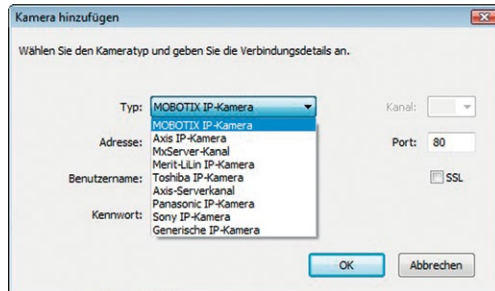 Kamera hinzufügen
Wählen Sie den Kameratyp und geben Sie die Verbindungsdetails an.
Typ: MOBOTIX IP-Kamera Kanal:
MOBOTIX IP-Kamera
Axis IP-Kamera
Adresse: Port: 80
MxServer-Kanal
Merit-LiLin IP-Kamera
Benutzername: Toshiba IP-Kamera SSL
Axis-Serverkanal
Panasonic IP-Kamera
Kennwort: Sony IP-Kamera
Generische IP-Kamera
OK Abbrechen